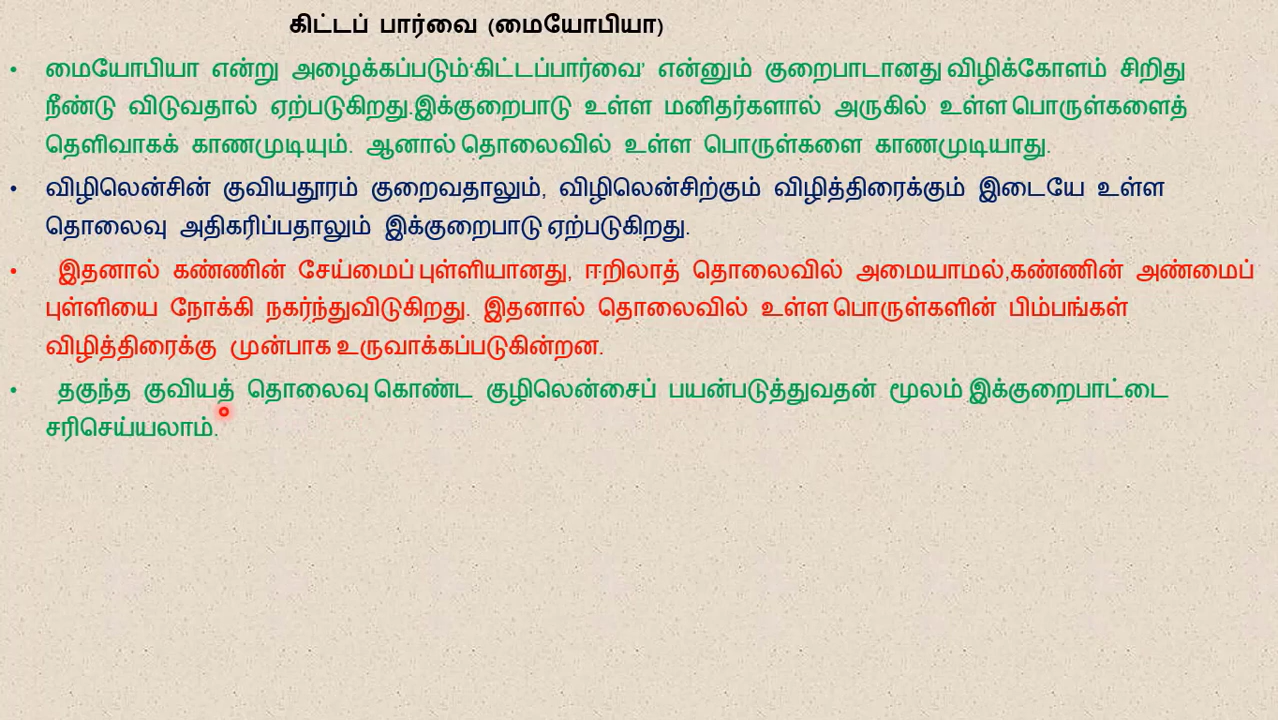 கிட்டப் பார்வை (மையோபியா)
• மையோபியா என்று அழைக்கப்படும்‘கிட்டப்பார்வை’ என்னும் குறைபாடானது விழிக்கோளம் சிறிது
நீண்டு விடுவதால் ஏற்படுகிறது.இக்குறைபாடு உள்ள மனிதர்களால் அருகில் உள்ள பொருள்களைத்
தெளிவாகக் காணமுடியும். ஆனால் தொலைவில் உள்ள பொருள்களை காணமுடியாது.
• விழிலென்சின் குவியதூரம் குறைவதாலும், விழிலென்சிற்கும் விழித்திரைக்கும் இடையே உள்ள
தொலைவு அதிகரிப்பதாலும் இக்குறைபாடு ஏற்படுகிறது.
• இதனால் கண்ணின் சேய்மைப் புள்ளியானது, ஈறிலாத் தொலைவில் அமையாமல்,கண்ணின் அண்மைப்
புள்ளியை நோக்கி நகர்ந்துவிடுகிறது. இதனால் தொலைவில் உள்ள பொருள்களின் பிம்பங்கள்
விழித்திரைக்கு முன்பாக உருவாக்கப்படுகின்றன.
• தகுந்த குவியத் தொலைவு கொண்ட குழிலென்சைப் பயன்படுத்துவதன் மூலம் இக்குறைபாட்டை
சரிசெய்யலாம்.